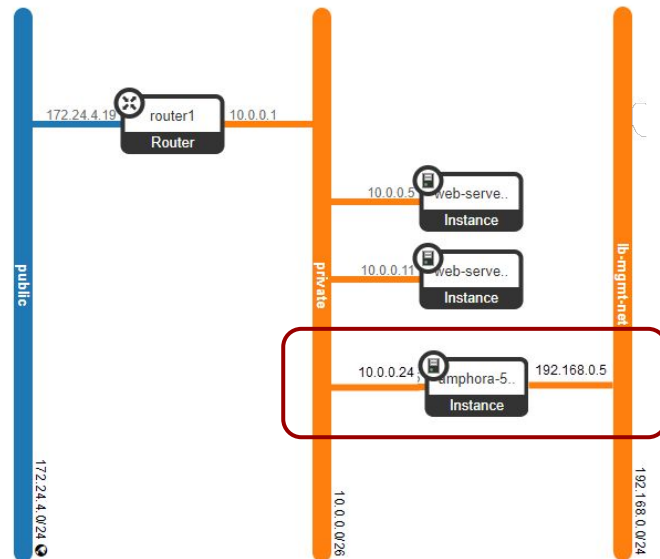 172.24.4.19
router1
10.0.0.1
Router
10.0.0.5
web-serve..
Instance
10.0.0.11
web-serve..
Instance
10.0.0.24
amphora-5..
192.168.0.5
Instance
public
private
lb-mgmt-net
172.24.4.0/24
10.0.0.0/26
192.168.0.0/24